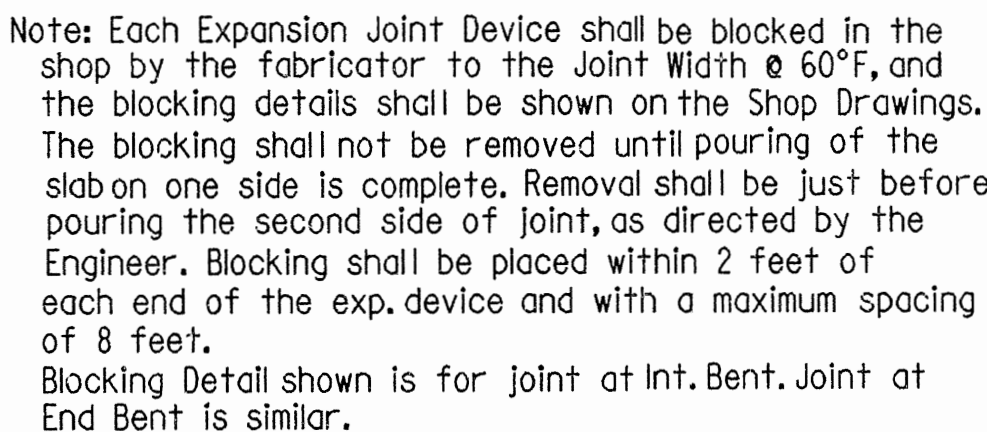 Note: Each Expansion Joint Device shall be blocked in the
shop by the fabricator to the Joint Width @ 60°F, and
the blocking details shall be shown on the Shop Drawings.
The blocking shall not be removed until pouring of the
slab on one side is complete. Removal shall be just before
pouring the second side of joint, as directed by the
Engineer. Blocking shall be placed within 2 feet of
each end of the exp. device and with a maximum spacing
of 8 feet.
Blocking Detail shown is for joint at Int. Bent. Joint at
End Bent is similar.